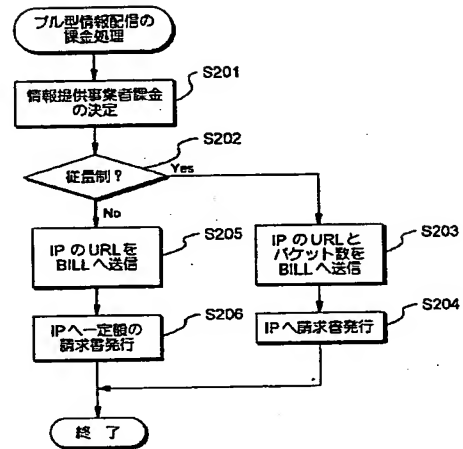 プル型情報配信の
課金処理
S201
情報提供事業者課金
の決定
S202
従量制?
Yes
No
IPのURLを
BILLへ送信
S205
IPのURLと
パケット数を
BILLへ送信
S203
IPへ一定額の
請求書発行
S206
IPへ請求書発行
S204
終了